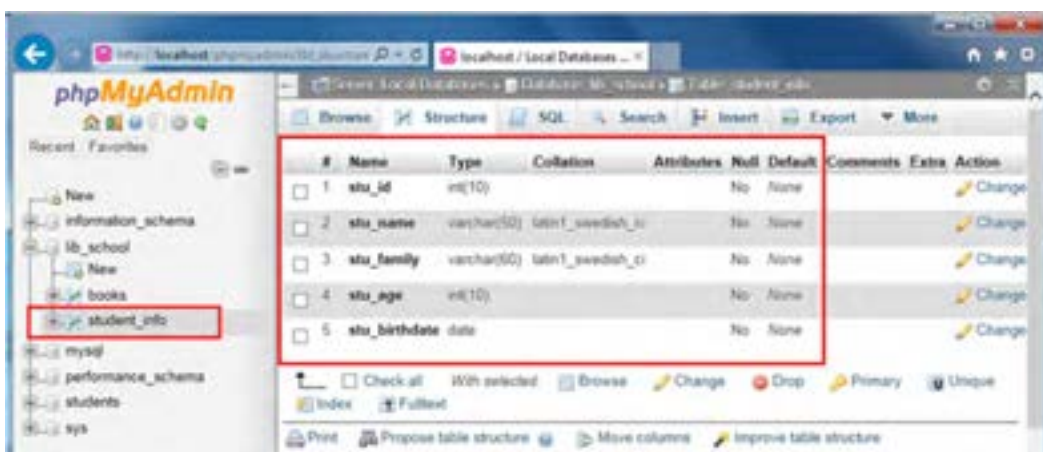 localhost / Local Databases ...
phpMyAdmin
Recent Favorites
New
information_schema
lib_school
New
books
student_info
mysql
performance_schema
students
sys
Browse Structure SQL Search Insert Export More
# Name Type Collation Attributes Null Default Comments Extra Action
1 stu_id int(10) No None Change
2 stu_name varchar(50) latin1_swedish_ci No None Change
3 stu_family varchar(60) latin1_swedish_ci No None Change
4 stu_age int(10) No None Change
5 stu_birthdate date No None Change
Check all With selected Browse Change Drop Primary Unique
Index Fulltext
Print Propose table structure Move columns Improve table structure